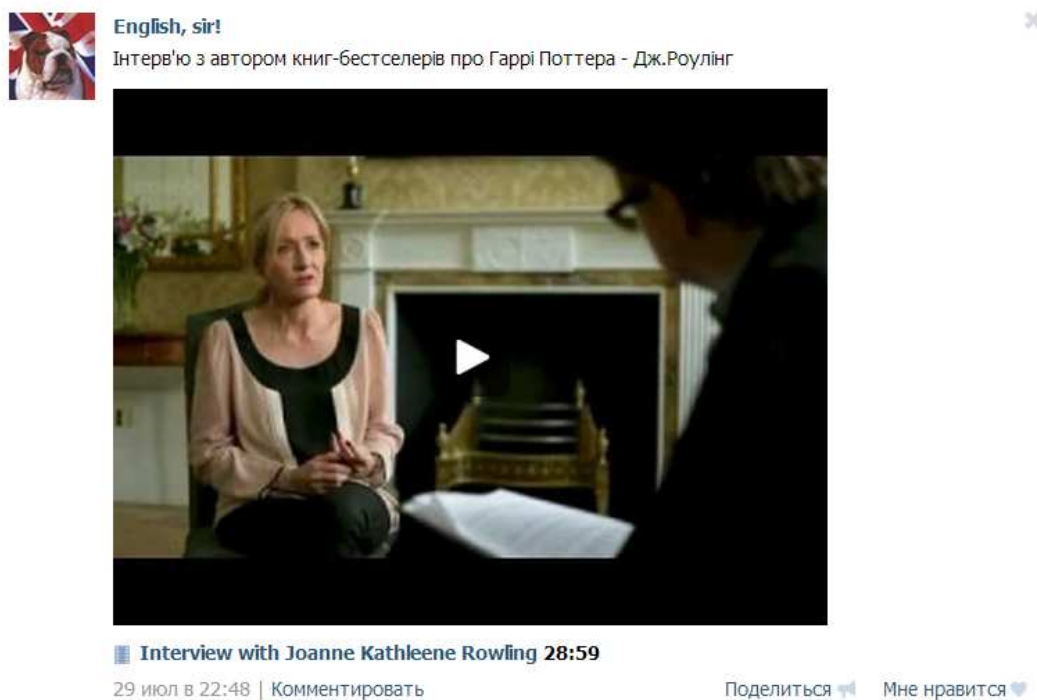 English, sir!
Інтерв'ю з автором книг-бестселерів про Гаррі Поттера - Дж.Роулінг
Interview with Joanne Kathleene Rowling 28:59
29 июл в 22:48 | Комментировать
Поделиться
Мне нравится